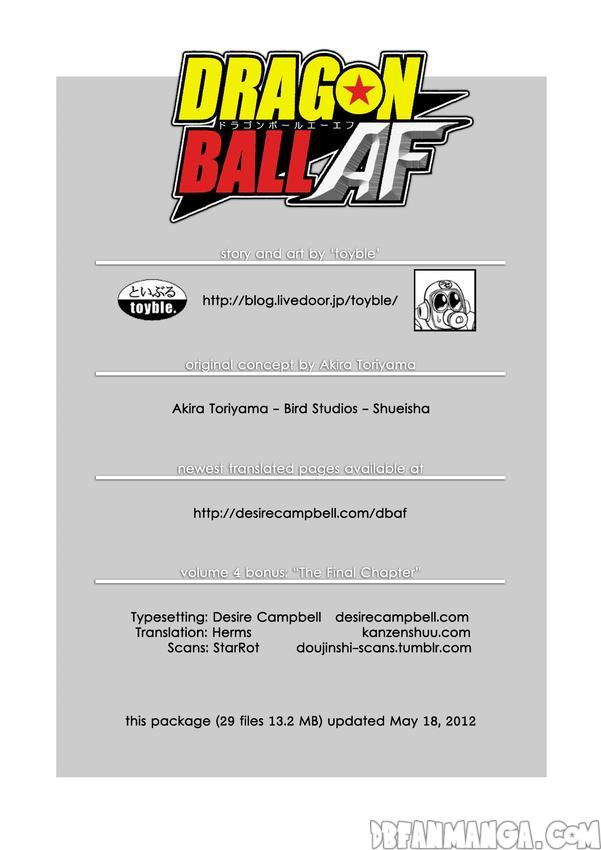 DRAGON
ドラゴンボールエーエフ
BALL AF
story and art by 'toyble'
といぶる
toyble.
http://blog.livedoor.jp/toyble/
original concept by Akira Toriyama
Akira Toriyama - Bird Studios - Shueisha
newest translated pages available at
http://desirecampbell.com/dbaf
volume 4 bonus: "The Final Chapter"
Typesetting: Desire Campbell desirecampbell.com
Translation: Herms kanzenshuu.com
Scans: StarRot doujinshi-scans.tumblr.com
this package (29 files 13.2 MB) updated May 18, 2012
DBFANMANGA.COM